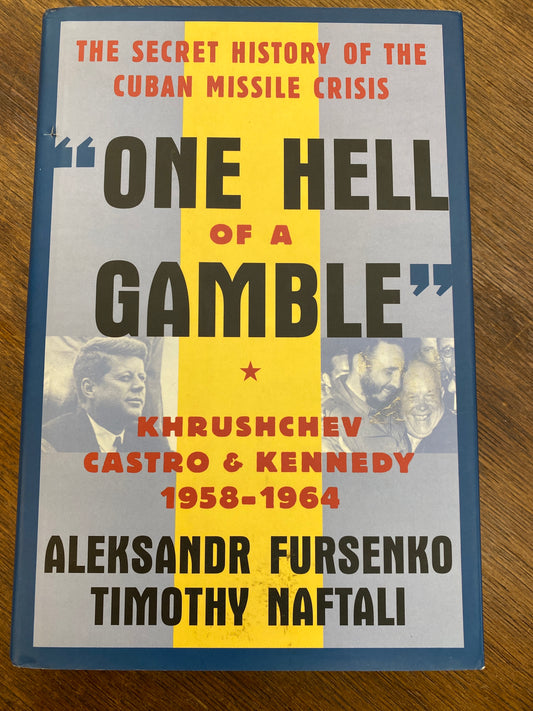 THE SECRET HISTORY OF THE
CUBAN MISSILE CRISIS
“ONE HELL
OF A
GAMBLE”
KHRUSHCHEV
CASTRO & KENNEDY
1958-1964
ALEKSANDR FURSENKO
TIMOTHY NAFTALI